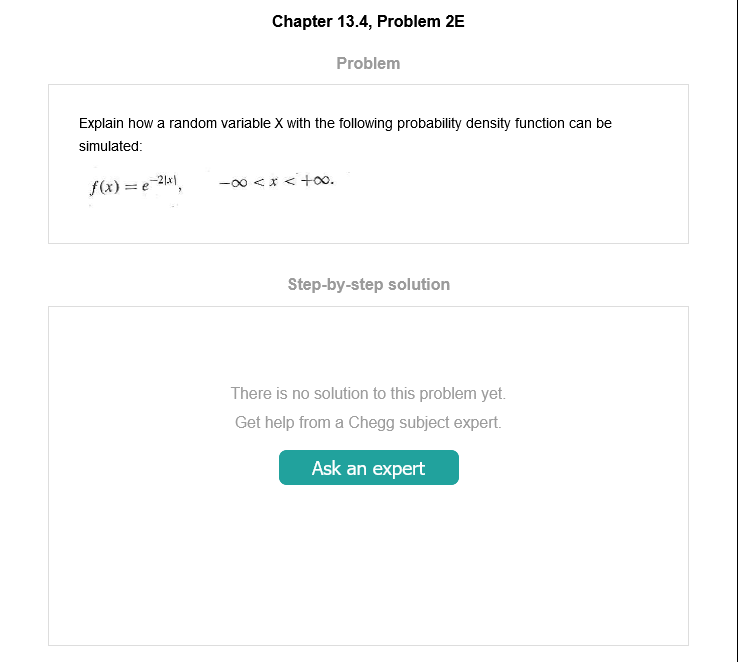 Chapter 13.4, Problem 2E
Problem
Explain how a random variable X with the following probability density function can be
simulated:
f(x) = e^{-2|x|}, -∞ < x < +∞.
Step-by-step solution
There is no solution to this problem yet.
Get help from a Chegg subject expert.
Ask an expert